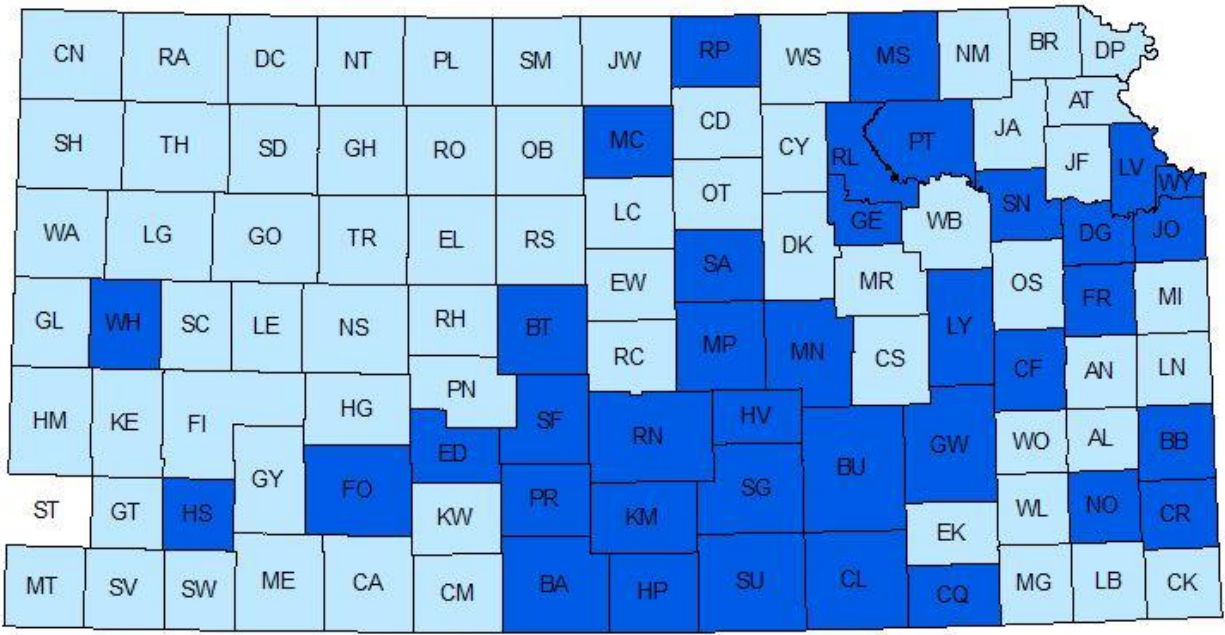 CN RA DC NT PL SM JW RP WS MS NM BR DP
SH TH SD GH RO OB MC CD CY RL PT JA AT
JF LV WY
WA LG GO TR EL RS LC OT DK GE WB SN DG JO
GL WH SC LE NS RH BT EW SA MR LY OS FR MI
RC MP MN CS CF AN LN
HM KE FI HG PN SF RN HV BU GW WO AL BB
ED
ST GT HS GY FO KW PR KM SG EK WL NO CR
MT SV SW ME CA CM BA HP SU CL CQ MG LB CK